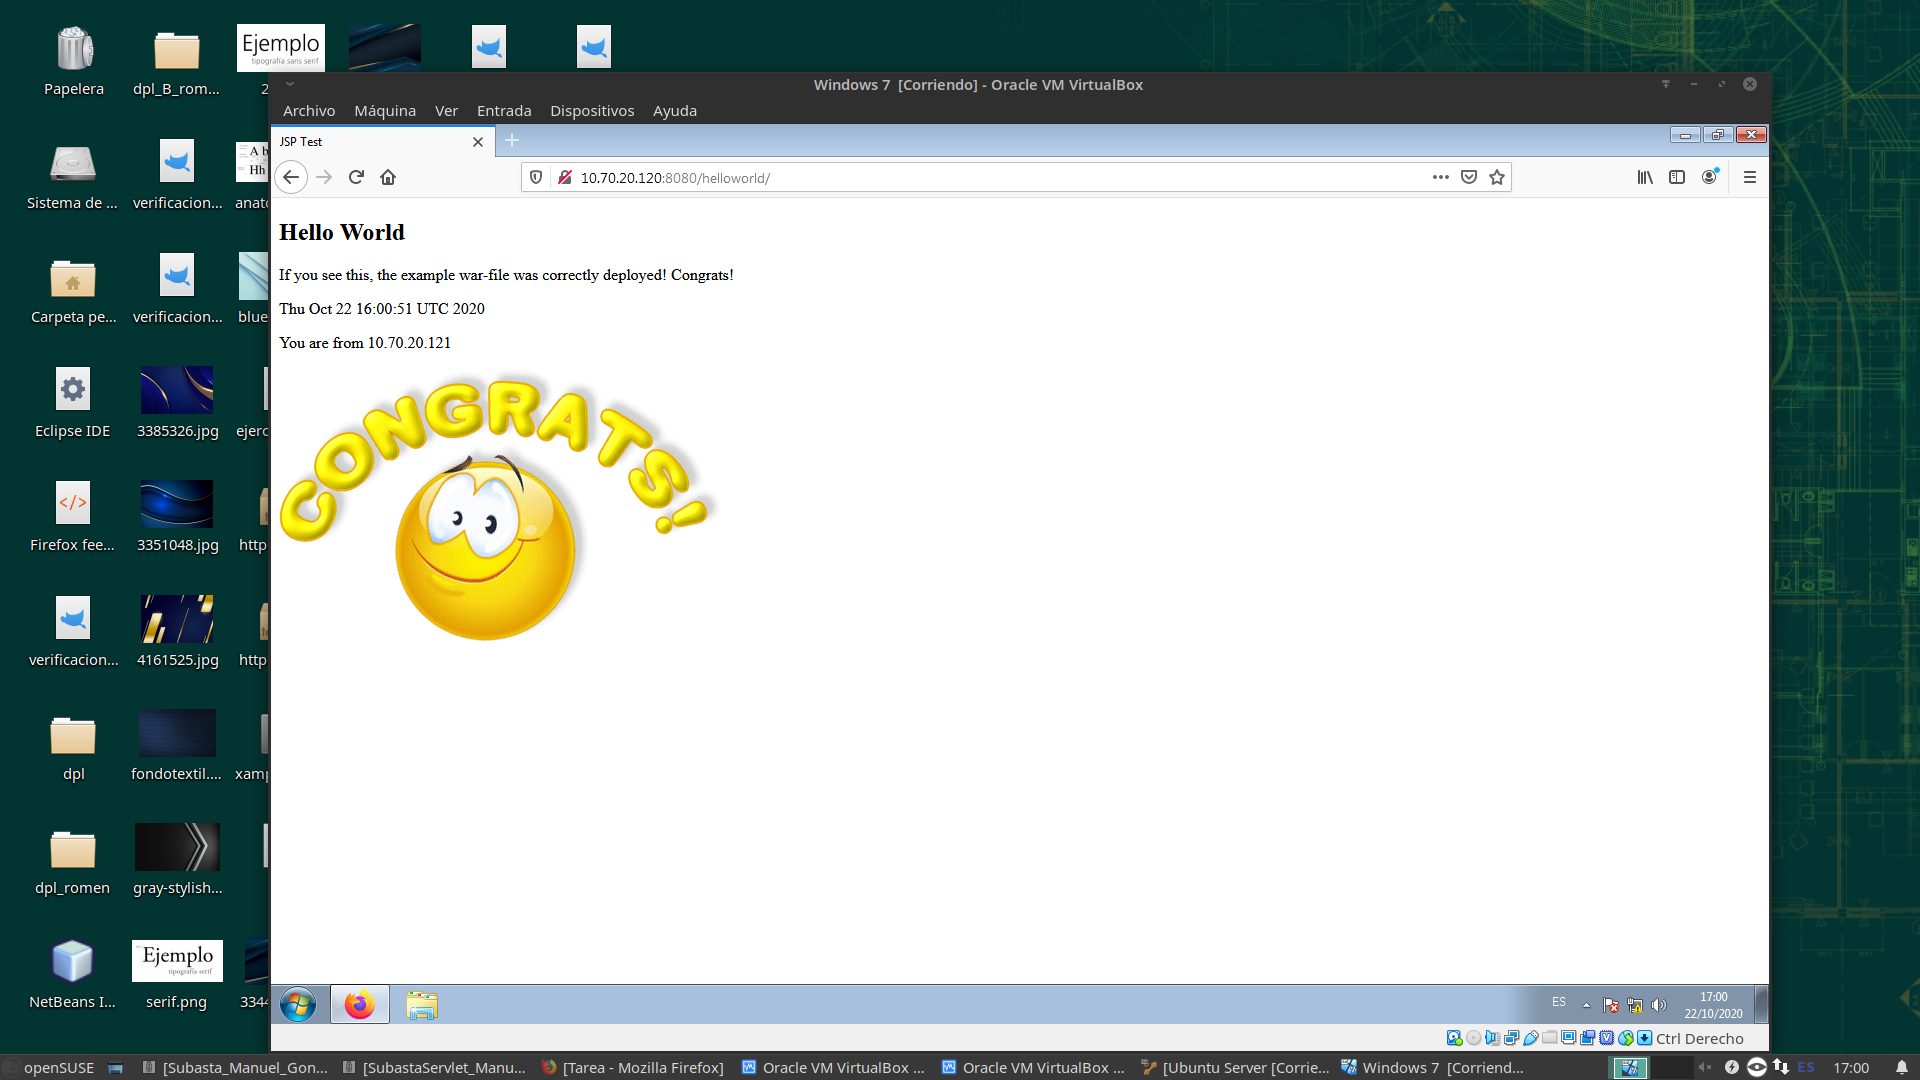 Papelera
dpl_B_rom...
Ejemplo
tipografía sans serif
2
Windows 7  [Corriendo] - Oracle VM VirtualBox
Archivo Máquina Ver Entrada Dispositivos Ayuda
JSP Test
10.70.20.120:8080/helloworld/
Hello World
If you see this, the example war-file was correctly deployed! Congrats!
Thu Oct 22 16:00:51 UTC 2020
You are from 10.70.20.121
CONGRATS!
Sistema de ...
verificacion...
A b
Hh
anato
Carpeta pe...
verificacion...
blue
Eclipse IDE
3385326.jpg
ejerc
</>
Firefox fee...
3351048.jpg
http
verificacion...
4161525.jpg
http
dpl
fondotextil....
xamp
dpl_romen
gray-stylish...
NetBeans I...
Ejemplo
tipografía serif
serif.png
334
ES
17:00
22/10/2020
Ctrl Derecho
openSUSE
[Subasta_Manuel_Gon...
[SubastaServlet_Manu...
[Tarea - Mozilla Firefox]
Oracle VM VirtualBox ...
Oracle VM VirtualBox ...
[Ubuntu Server [Corrie...
Windows 7  [Corriend...
ES
17:00